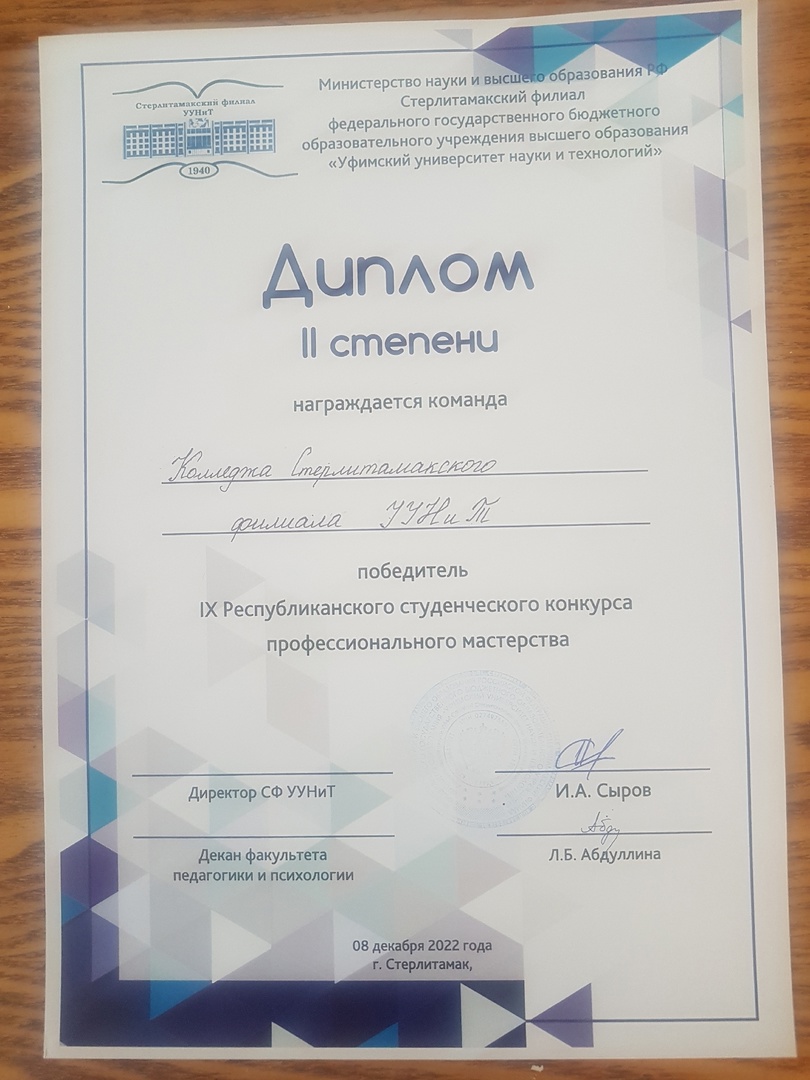 Стерлитамакский филиал
УУНиТ
1940
Министерство науки и высшего образования РФ
Стерлитамакский филиал
федерального государственного бюджетного
образовательного учреждения высшего образования
«Уфимский университет науки и технологий»
Диплом
II степени
награждается команда
Колледжа Стерлитамакского
филиала УУНиТ
победитель
IX Республиканского студенческого конкурса
профессионального мастерства
Директор СФ УУНиТ
И.А. Сыров
Декан факультета
педагогики и психологии
Л.Б. Абдуллина
08 декабря 2022 года
г. Стерлитамак,